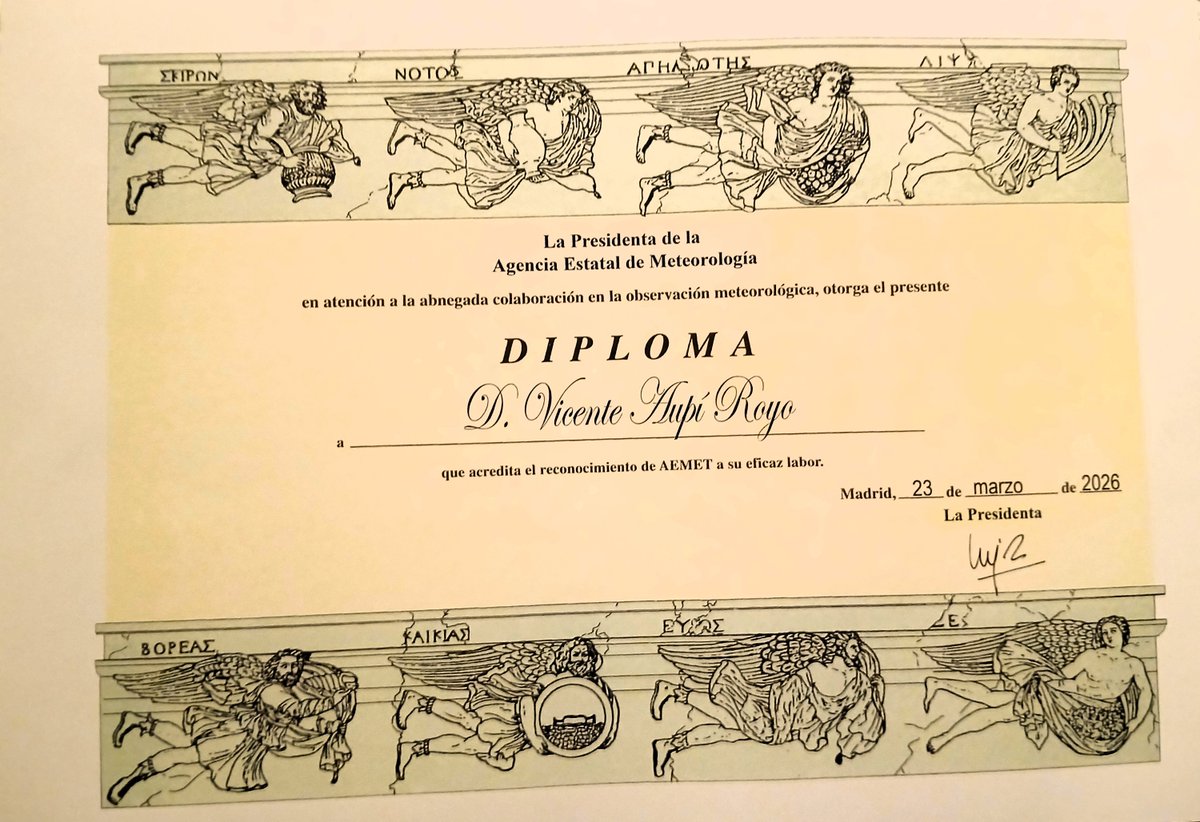 ΣΚΙΡΩΝ ΝΟΤΟΣ ΑΠΗΛΙΩΤΗΣ ΛΙΨ
La Presidenta de la
Agencia Estatal de Meteorología
en atención a la abnegada colaboración en la observación meteorológica, otorga el presente
DIPLOMA
D. Vicente Aupí Royo
a
que acredita el reconocimiento de AEMET a su eficaz labor.
Madrid, 23 de marzo de 2026
La Presidenta
ΒΟΡΕΑΣ ΚΑΙΚΙΑΣ